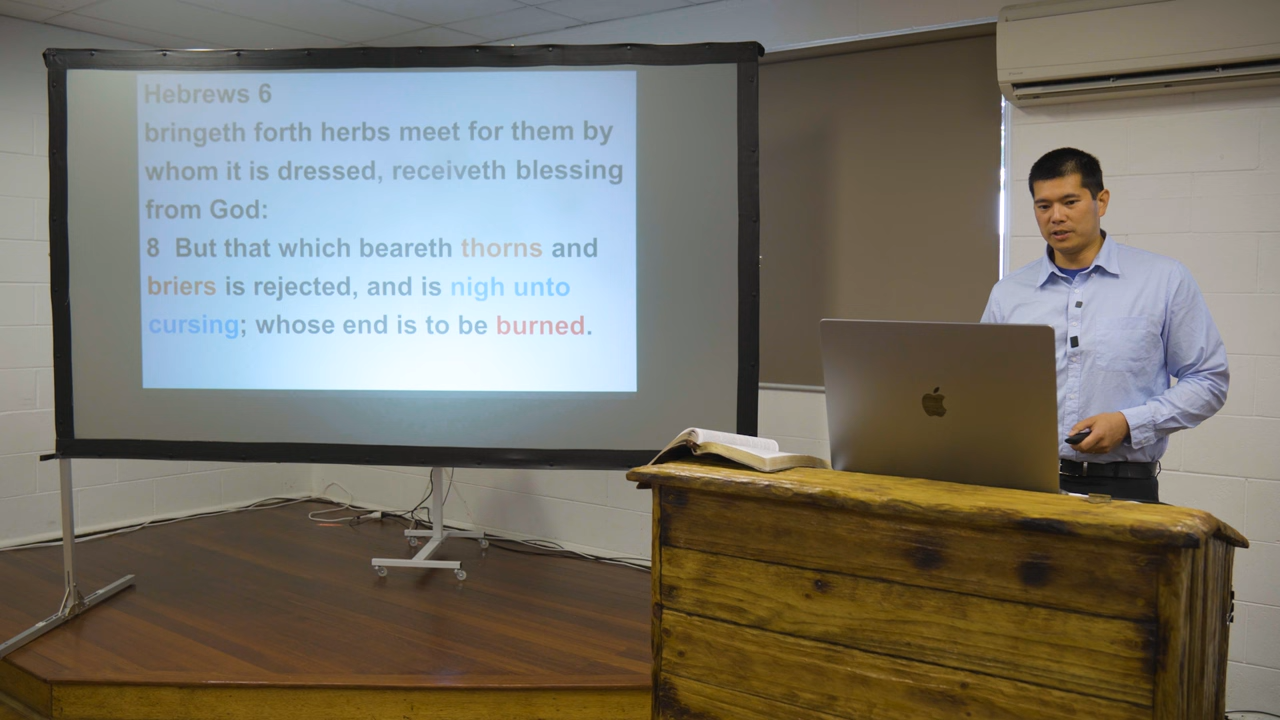 Hebrews 6
bringeth forth herbs meet for them by
whom it is dressed, receiveth blessing
from God:
8 But that which beareth thorns and
briers is rejected, and is nigh unto
cursing; whose end is to be burned.